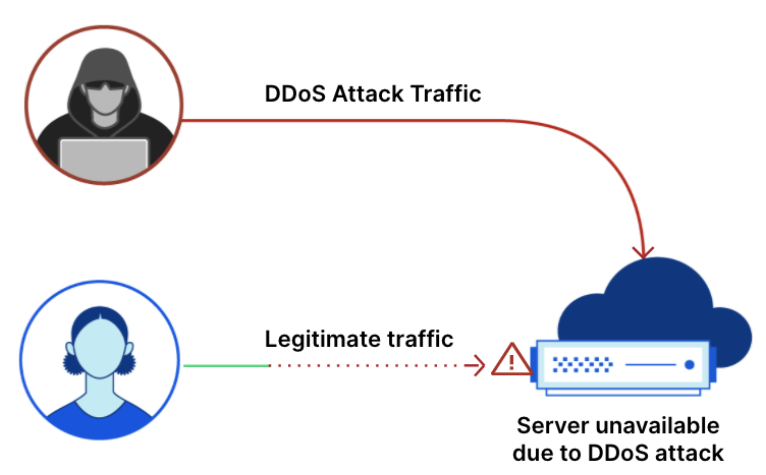 DDoS Attack Traffic
Legitimate traffic
Server unavailable
due to DDoS attack